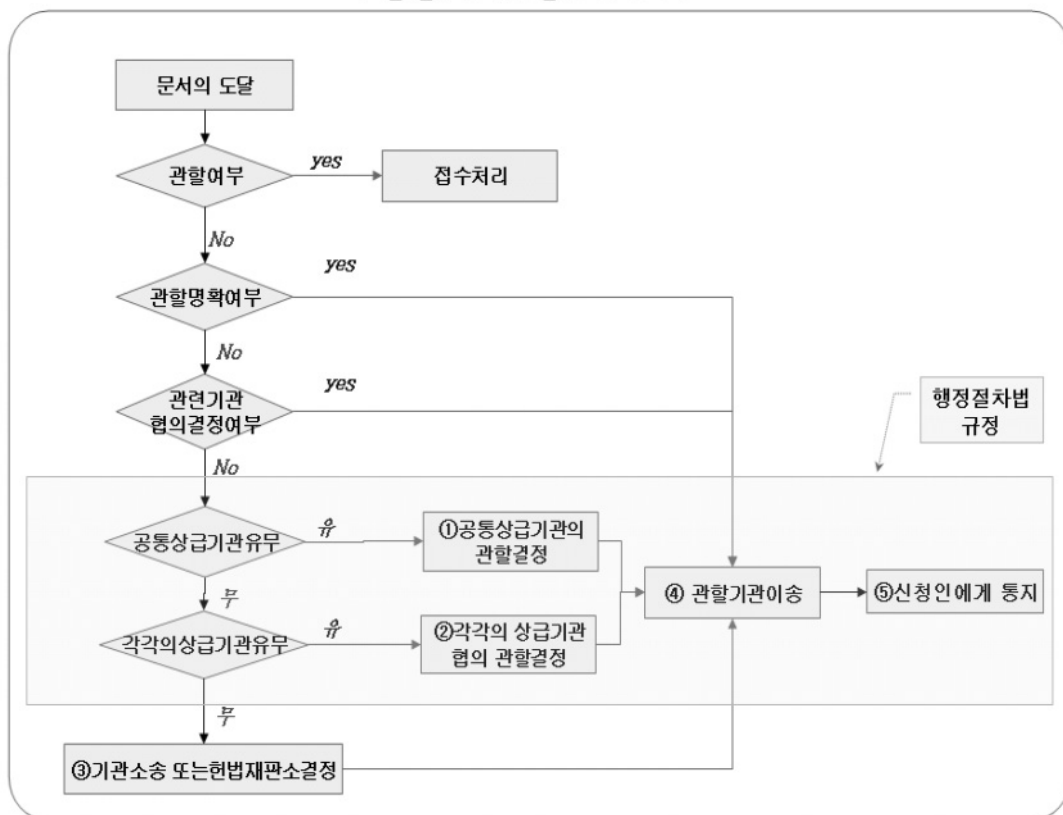 문서의 도달
관할여부
yes
접수처리
No
관할명확여부
yes
No
관련기관
협의결정여부
yes
행정절차법
규정
No
공통상급기관유무
유
①공통상급기관의
관할결정
④ 관할기관이송
⑤신청인에게 통지
무
각각의상급기관유무
유
②각각의 상급기관
협의 관할결정
무
③기관소송 또는헌법재판소결정